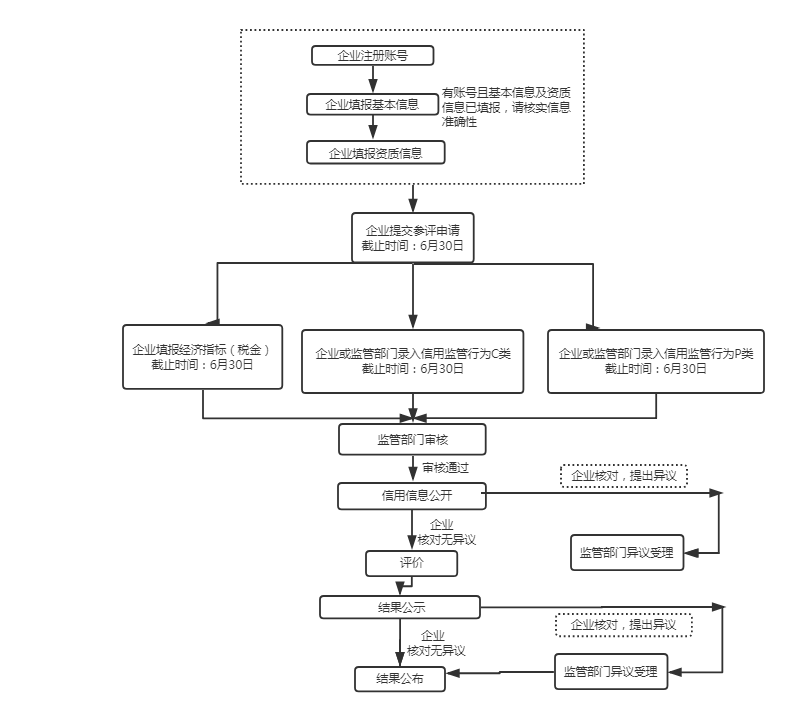 企业注册账号
企业填报基本信息
有账号且基本信息及资质
信息已填报，请核实信息
准确性
企业填报资质信息
企业提交参评申请
截止时间：6月30日
企业填报经济指标（税金）
截止时间：6月30日
企业或监管部门录入信用监管行为C类
截止时间：6月30日
企业或监管部门录入信用监管行为P类
截止时间：6月30日
监管部门审核
审核通过
企业核对，提出异议
信用信息公开
企业
核对无异议
监管部门异议受理
评价
结果公示
企业核对，提出异议
企业
核对无异议
监管部门异议受理
结果公布